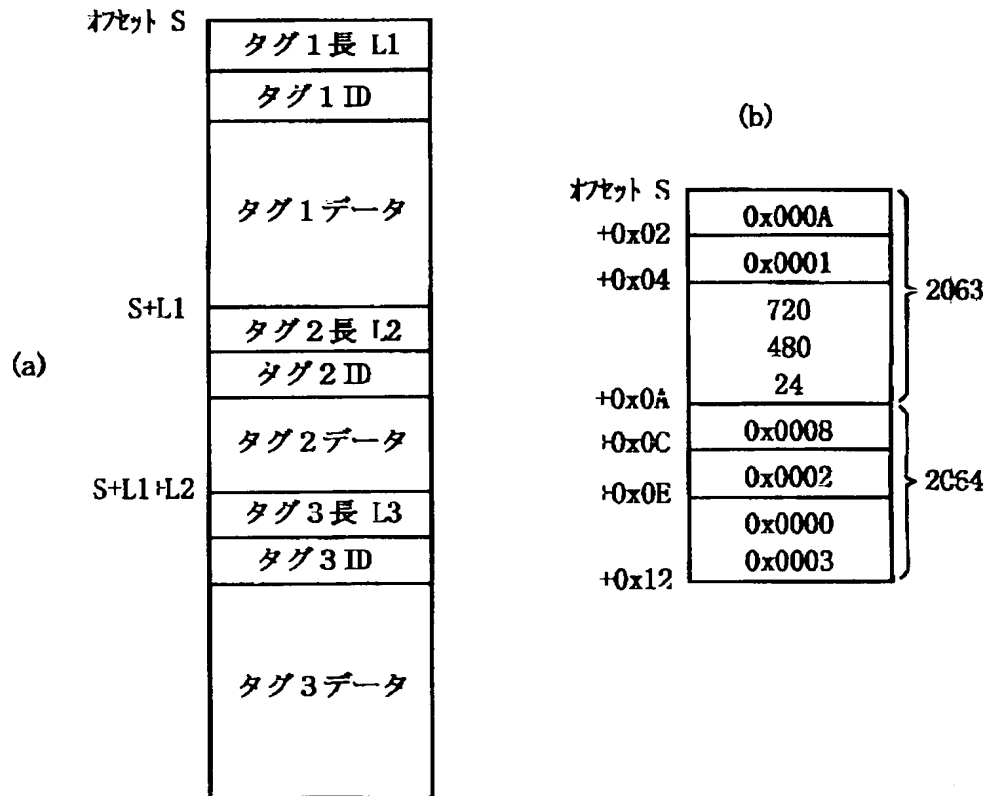 オフセット S
タグ1長 L1
タグ1 ID
タグ1データ
S+L1
タグ2長 L2
タグ2 ID
タグ2データ
S+L1+L2
タグ3長 L3
タグ3 ID
タグ3データ
(a)
(b)
オフセット S
0x000A
+0x02
0x0001
+0x04
720
480
24
+0x0A
2063
0x0008
+0x0C
0x0002
+0x0E
0x0000
0x0003
+0x12
2064